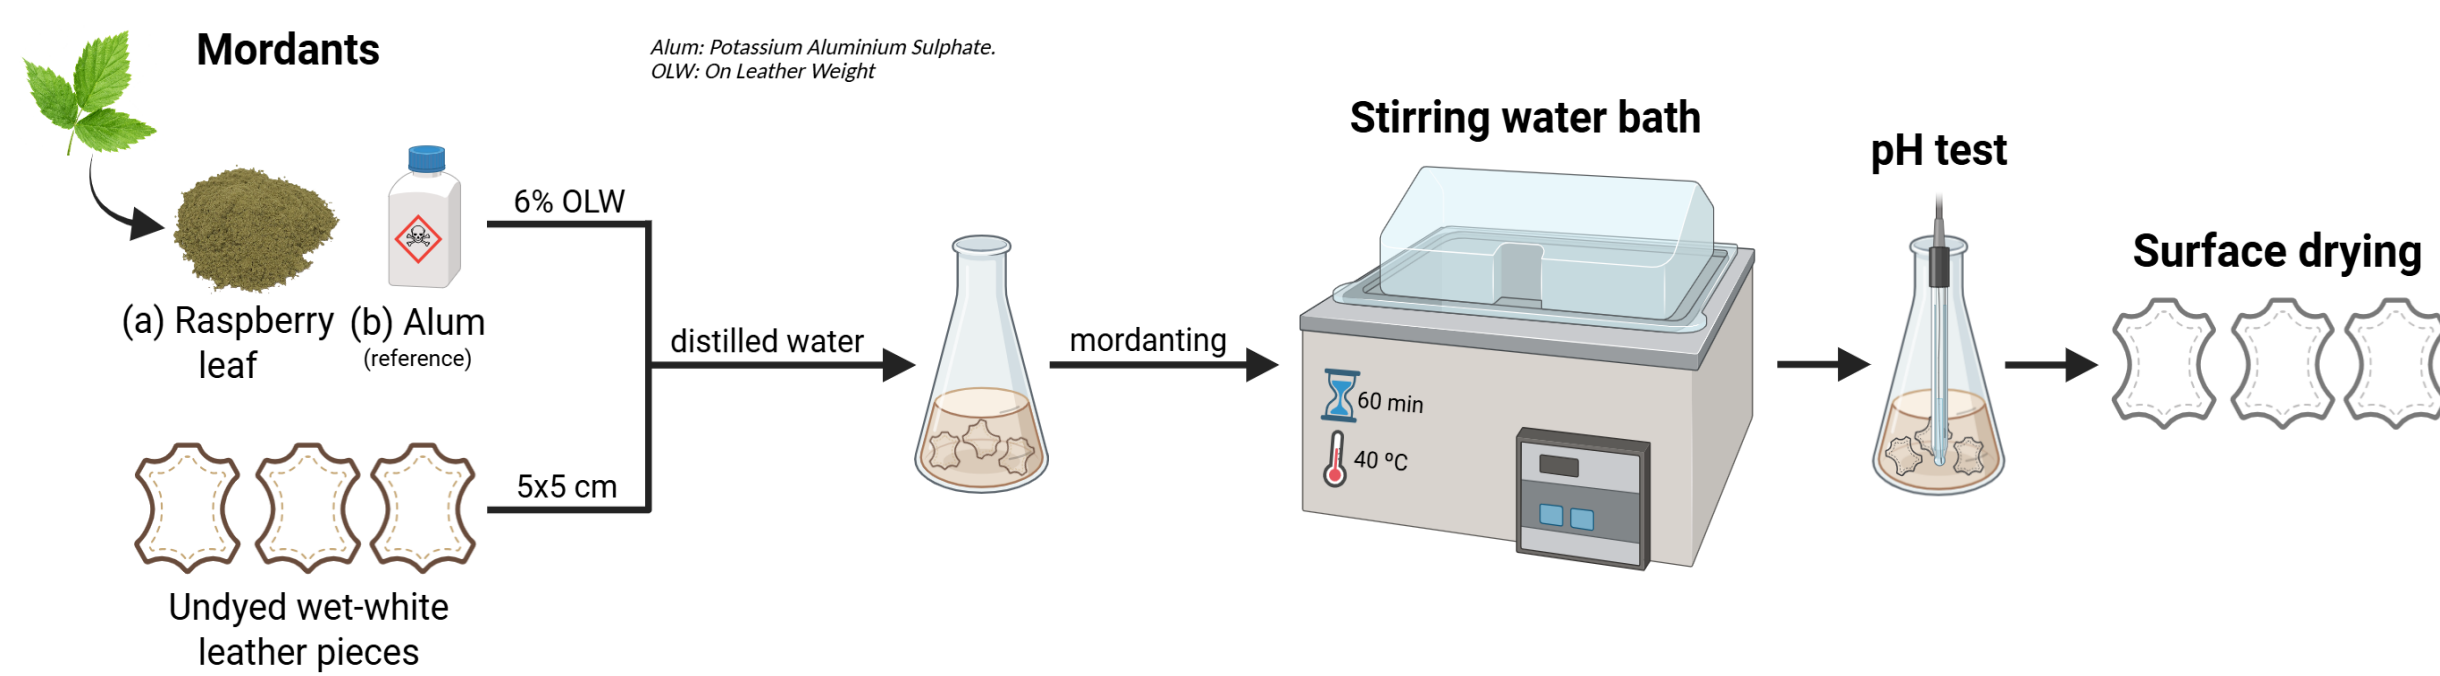 Mordants
Alum: Potassium Aluminium Sulphate.
OLW: On Leather Weight
(a) Raspberry
leaf
(b) Alum
(reference)
6% OLW
5x5 cm
Undyed wet-white
leather pieces
distilled water
mordanting
Stirring water bath
60 min
40 ºC
pH test
Surface drying